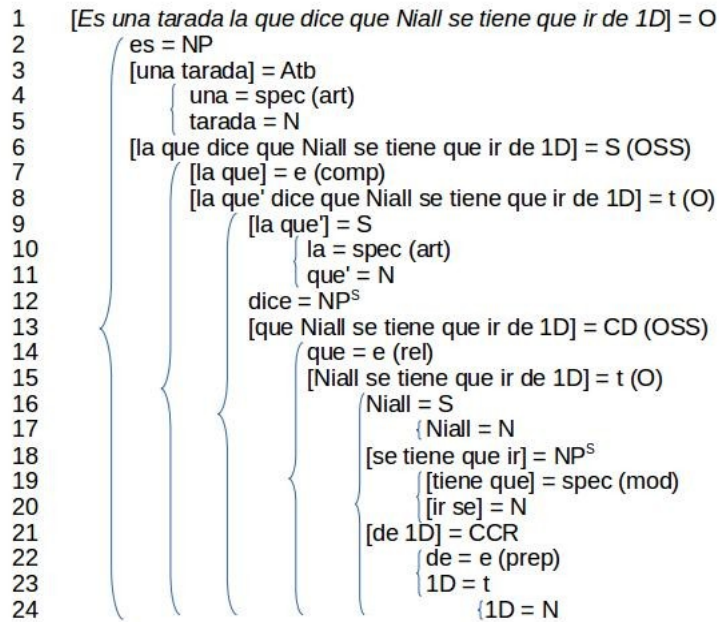 1 [Es una tarada la que dice que Niall se tiene que ir de 1D] = O
2 es = NP
3 [una tarada] = Atb
4 una = spec (art)
5 tarada = N
6 [la que dice que Niall se tiene que ir de 1D] = S (OSS)
7 [la que] = e (comp)
8 [la que' dice que Niall se tiene que ir de 1D] = t (O)
9 [la que'] = S
10 la = spec (art)
11 que' = N
12 dice = NPˢ
13 [que Niall se tiene que ir de 1D] = CD (OSS)
14 que = e (rel)
15 [Niall se tiene que ir de 1D] = t (O)
16 Niall = S
17 Niall = N
18 [se tiene que ir] = NPˢ
19 [tiene que] = spec (mod)
20 [ir se] = N
21 [de 1D] = CCR
22 de = e (prep)
23 1D = t
24 1D = N